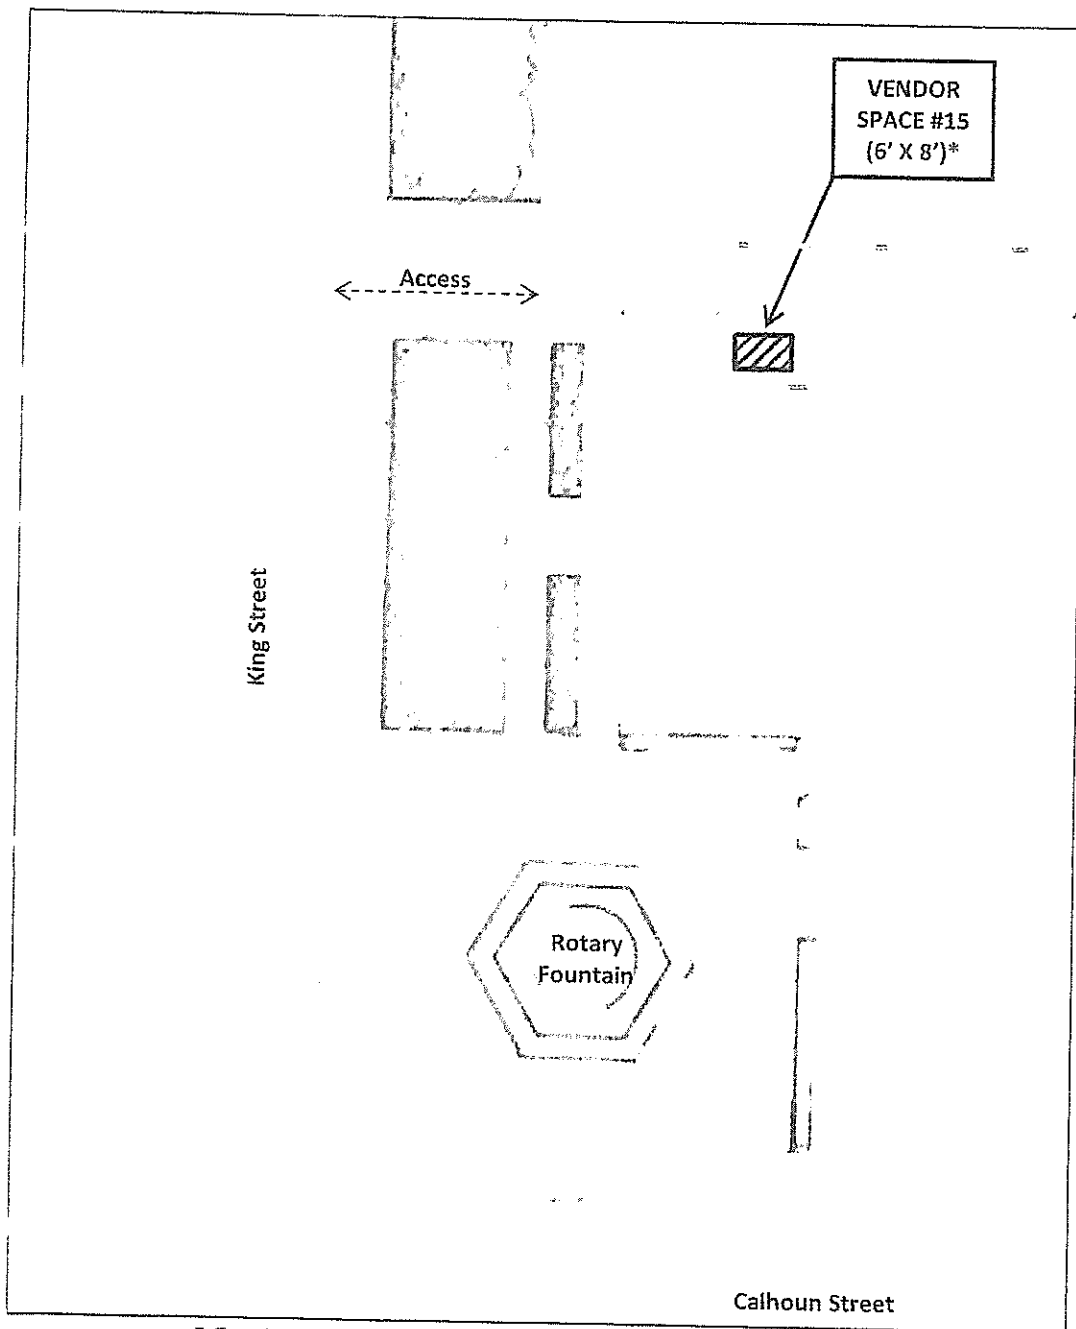 VENDOR
SPACE #15
(6' X 8')*
Access
King Street
Rotary
Fountain
Calhoun Street